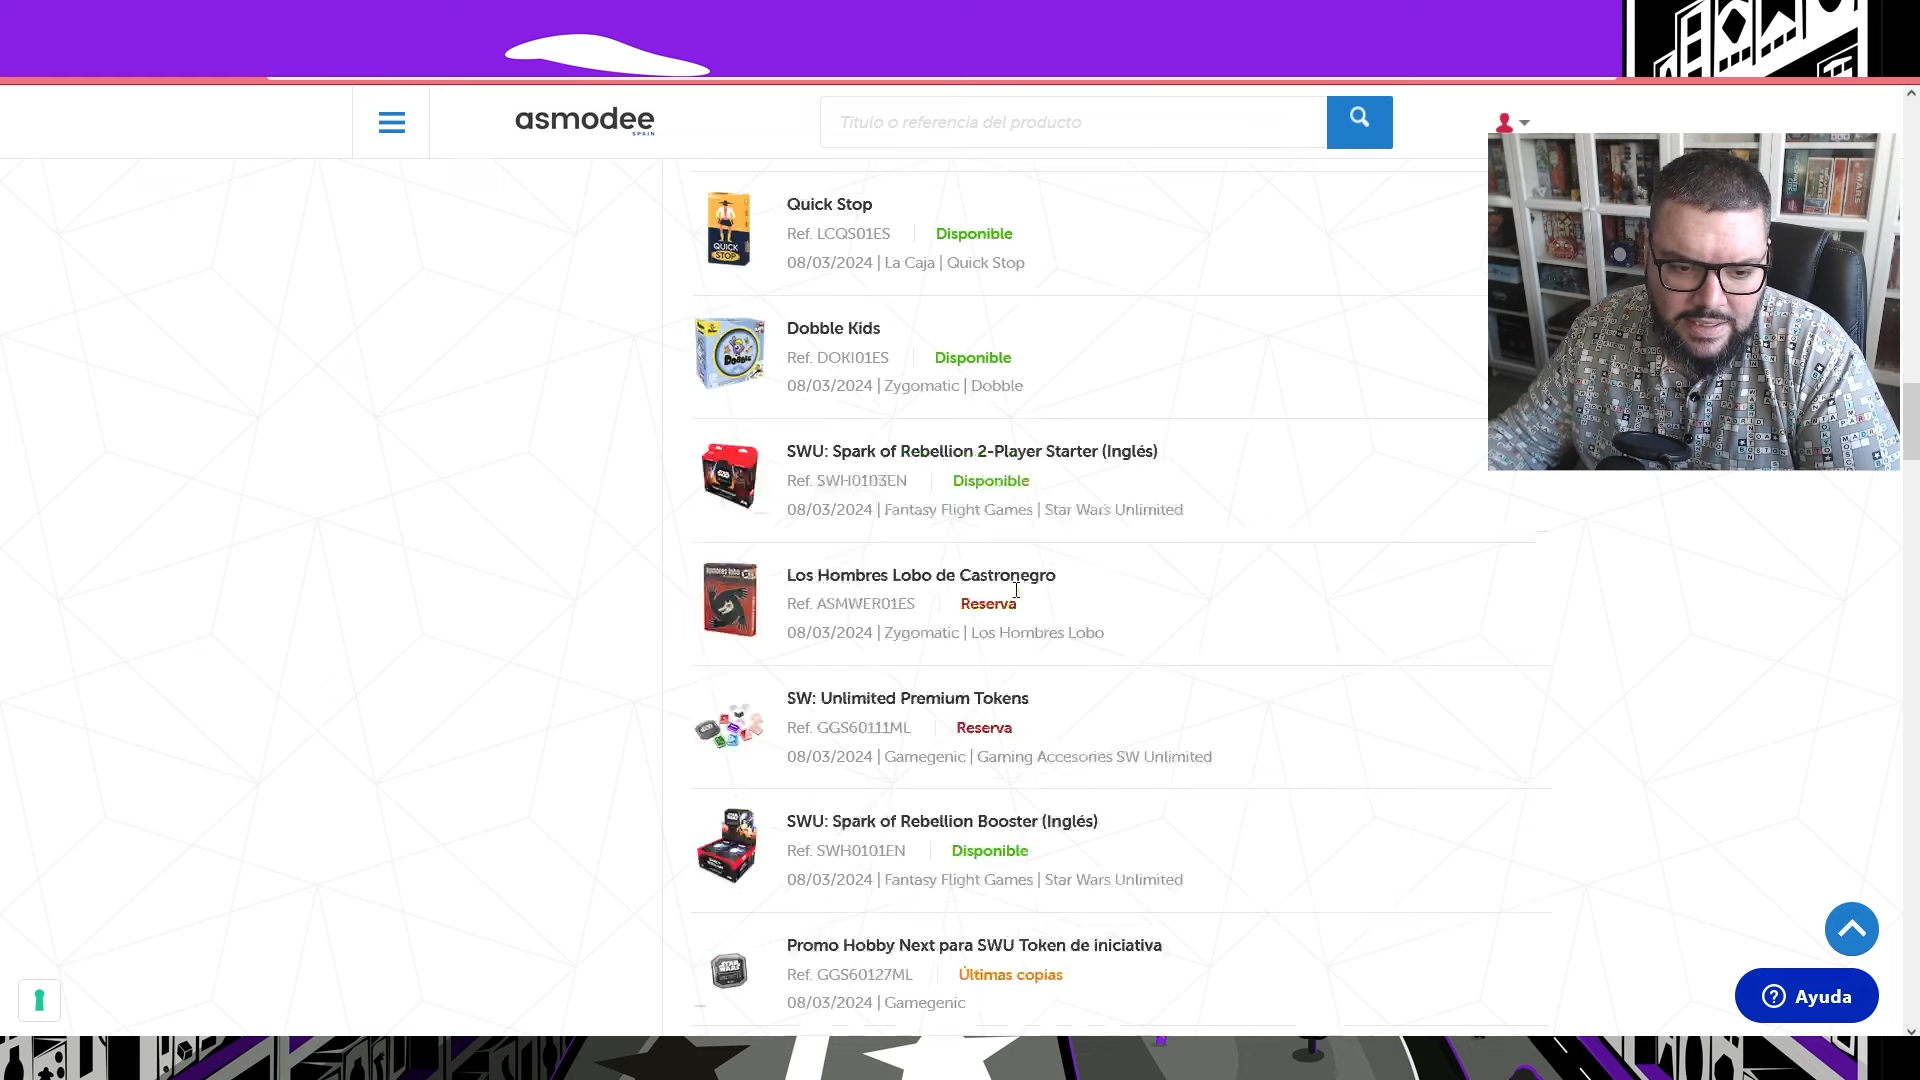 asmodee
SPAIN
Título o referencia del producto
Quick Stop
Ref. LCQS01ES Disponible
08/03/2024 | La Caja | Quick Stop
QUICK
STOP
Dobble Kids
Ref. DOKI01ES Disponible
08/03/2024 | Zygomatic | Dobble
DOBBLE
SWU: Spark of Rebellion 2-Player Starter (Inglés)
Ref. SWH0103EN Disponible
08/03/2024 | Fantasy Flight Games | Star Wars Unlimited
Los Hombres Lobo de Castronegro
Ref. ASMWER01ES Reserva
08/03/2024 | Zygomatic | Los Hombres Lobo
SW: Unlimited Premium Tokens
Ref. GGS60111ML Reserva
08/03/2024 | Gamegenic | Gaming Accesories SW Unlimited
SWU: Spark of Rebellion Booster (Inglés)
Ref. SWH0101EN Disponible
08/03/2024 | Fantasy Flight Games | Star Wars Unlimited
Promo Hobby Next para SWU Token de iniciativa
Ref. GGS60127ML Últimas copias
08/03/2024 | Gamegenic
Ayuda